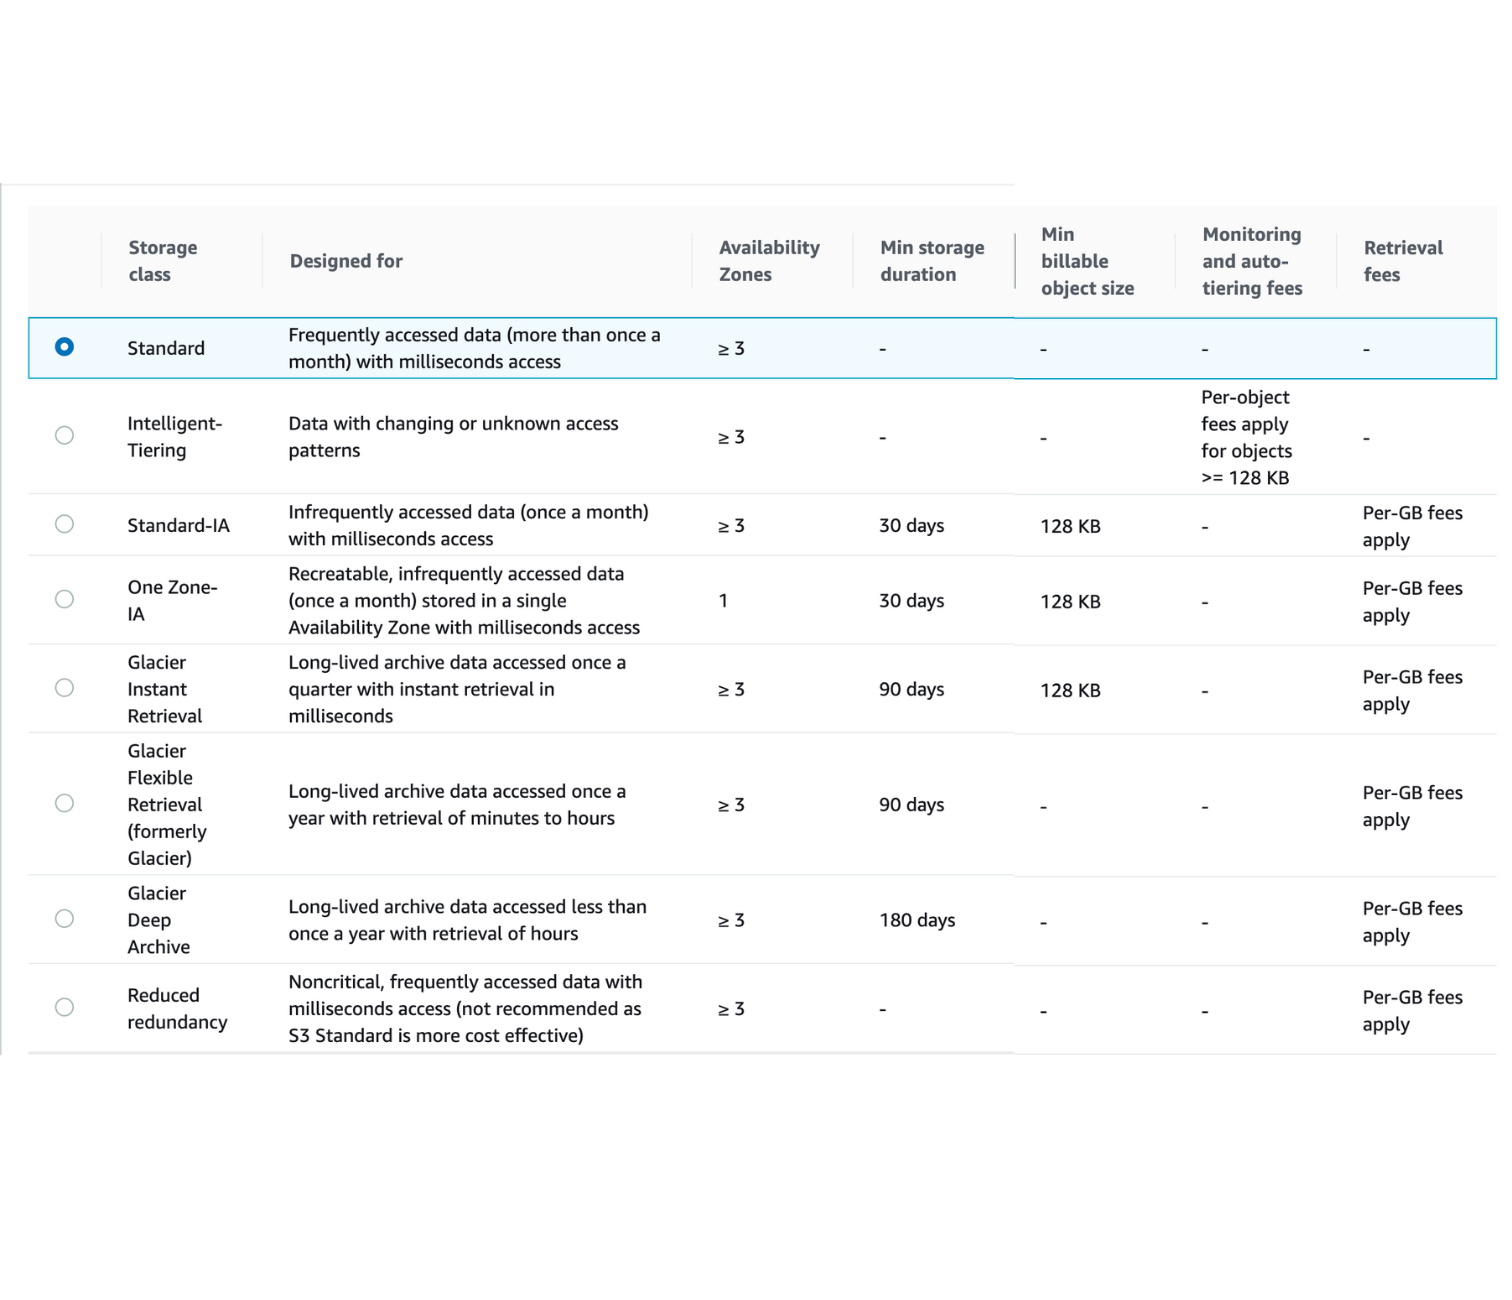 Storage class
Designed for
Availability Zones
Min storage duration
Min billable object size
Monitoring and auto-tiering fees
Retrieval fees
Standard
Frequently accessed data (more than once a
month) with milliseconds access
≥ 3
-
-
-
-
Intelligent-
Tiering
Data with changing or unknown access
patterns
≥ 3
-
-
Per-object
fees apply
for objects
>= 128 KB
-
Standard-IA
Infrequently accessed data (once a month)
with milliseconds access
≥ 3
30 days
128 KB
-
Per-GB fees
apply
One Zone-
IA
Recreatable, infrequently accessed data
(once a month) stored in a single
Availability Zone with milliseconds access
1
30 days
128 KB
-
Per-GB fees
apply
Glacier
Instant
Retrieval
Long-lived archive data accessed once a
quarter with instant retrieval in
milliseconds
≥ 3
90 days
128 KB
-
Per-GB fees
apply
Glacier
Flexible
Retrieval
(formerly
Glacier)
Long-lived archive data accessed once a
year with retrieval of minutes to hours
≥ 3
90 days
-
-
Per-GB fees
apply
Glacier
Deep
Archive
Long-lived archive data accessed less than
once a year with retrieval of hours
≥ 3
180 days
-
-
Per-GB fees
apply
Reduced
redundancy
Noncritical, frequently accessed data with
milliseconds access (not recommended as
S3 Standard is more cost effective)
≥ 3
-
-
-
Per-GB fees
apply